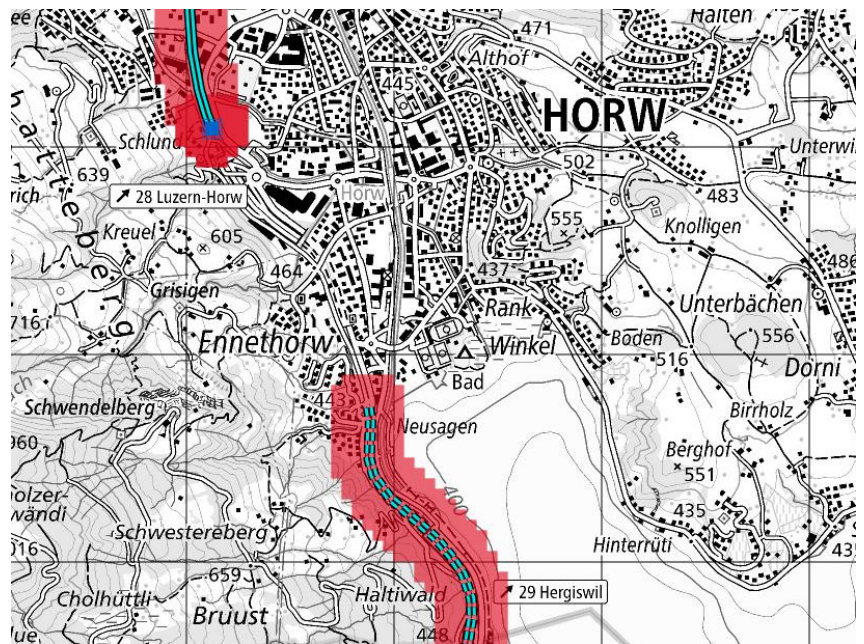 Halten
471
Althof
445
HORW
Schlund
502
Unterwi
639
28 Luzern-Horw
Horw
483
555
Knolligen
Kreuel
605
464
437
486
Grisigen
Unterbächen
716
Rank
Ennethorw
Winkel
Boden
556
516
Dorni
Bad
443
Schwendelberg
Birrholz
Neusagen
960
Berghof
551
400
435
Schwestereberg
Hinterrüti
659
29 Hergiswil
Cholhüttli
Haltiwald
Bruust
448